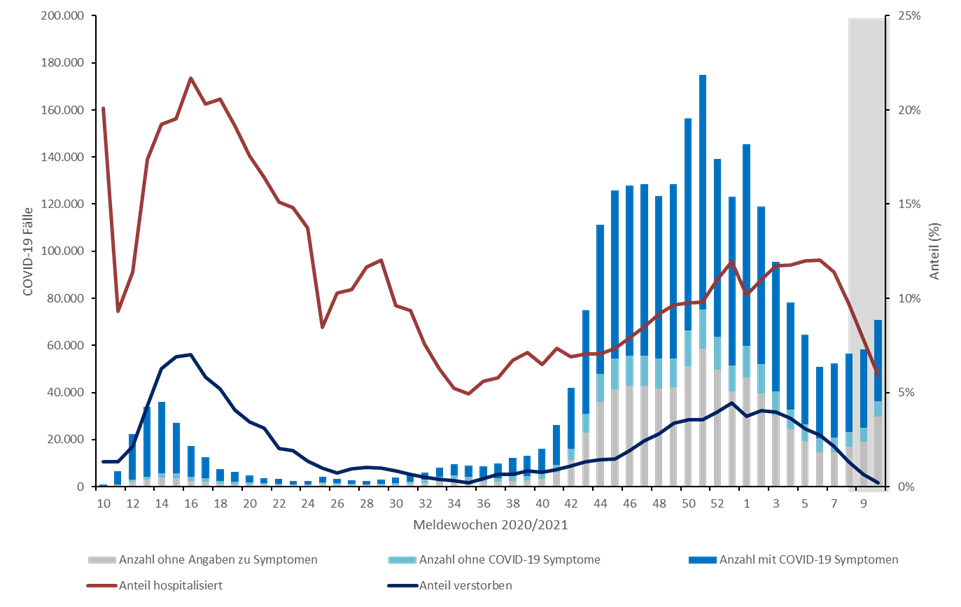 200.000
180.000
160.000
140.000
120.000
100.000
80.000
60.000
40.000
20.000
0
COVID-19 Fälle
25%
20%
15%
10%
5%
0%
Anteil (%)
10 12 14 16 18 20 22 24 26 28 30 32 34 36 38 40 42 44 46 48 50 52 1 3 5 7 9
Meldewochen 2020/2021
Anzahl ohne Angaben zu Symptomen Anzahl ohne COVID-19 Symptome Anzahl mit COVID-19 Symptomen
Anteil hospitalisiert Anteil verstorben